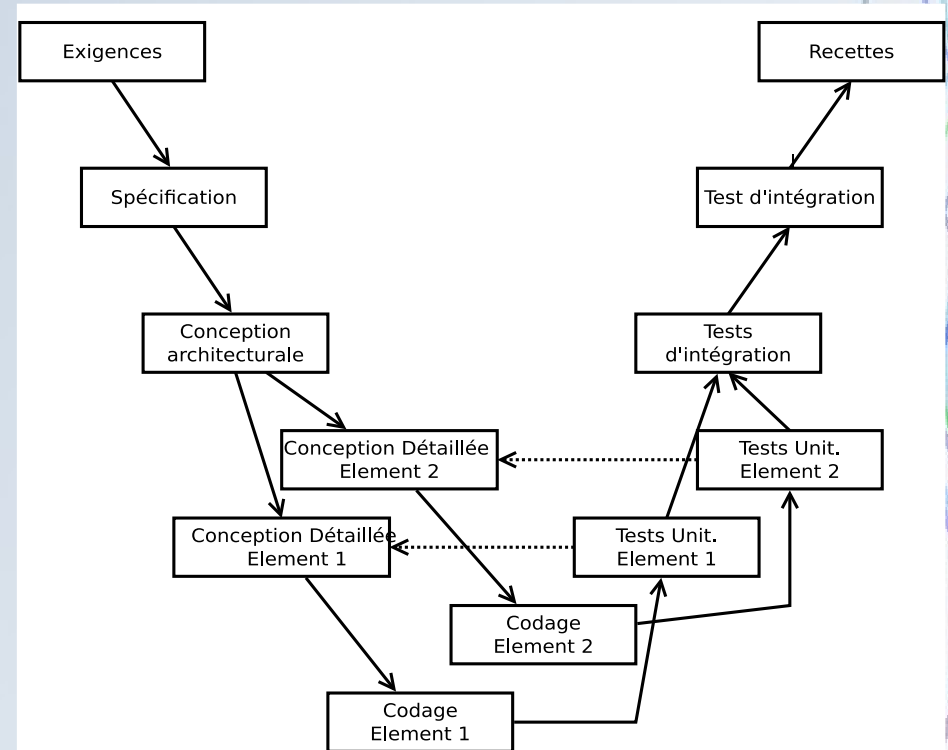 Exigences
Recettes
Spécification
Test d'intégration
Conception
architecturale
Tests
d'intégration
Conception Détaillée
Element 2
Tests Unit.
Element 2
Conception Détaillée
Element 1
Tests Unit.
Element 1
Codage
Element 2
Codage
Element 1